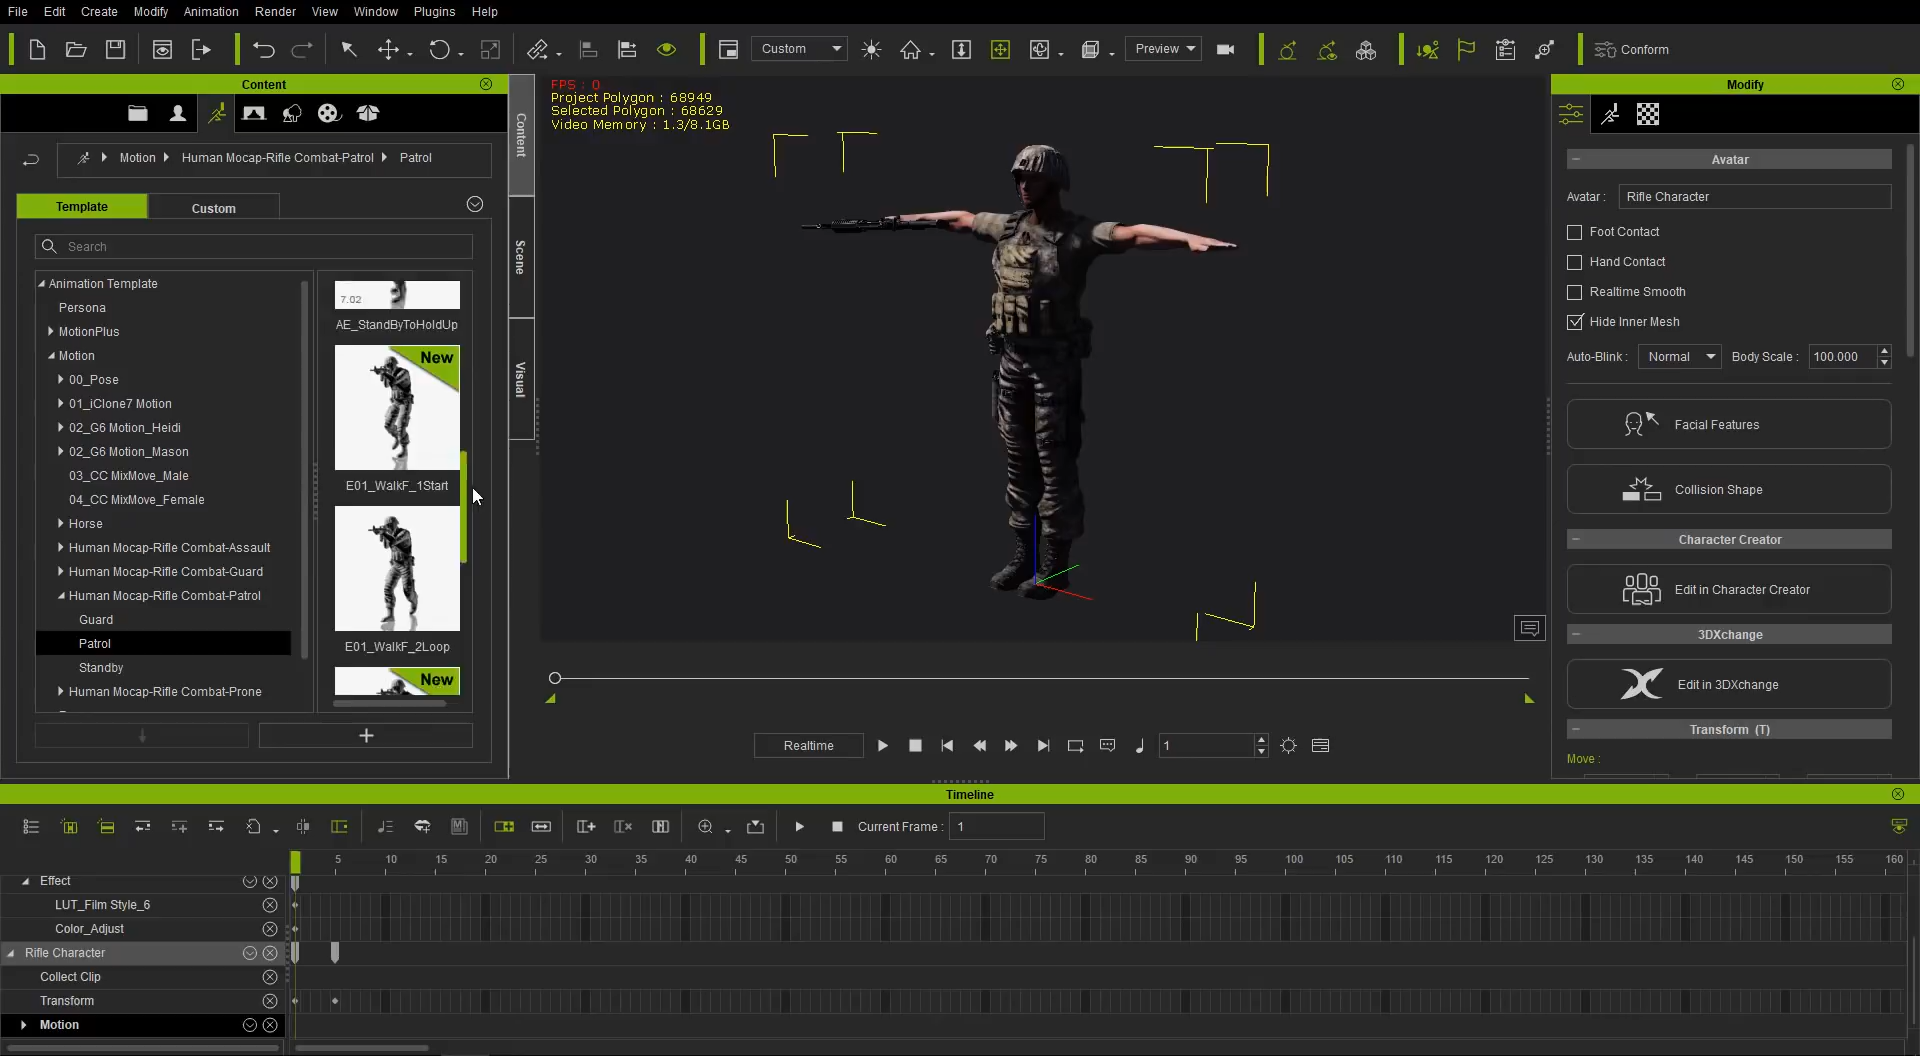 File Edit Create Modify Animation Render View Window Plugins Help
Custom Preview Conform
Content
Motion Human Mocap-Rifle Combat-Patrol Patrol
Template Custom
Search
Animation Template
Persona
MotionPlus
Motion
00_Pose
01_iClone7 Motion
02_G6 Motion_Heidi
02_G6 Motion_Mason
03_CC MixMove_Male
04_CC MixMove_Female
Horse
Human Mocap-Rifle Combat-Assault
Human Mocap-Rifle Combat-Guard
Human Mocap-Rifle Combat-Patrol
Guard
Patrol
Standby
Human Mocap-Rifle Combat-Prone
7.02
AE_StandByToHoldUp
New
E01_WalkF_1Start
E01_WalkF_2Loop
New
Content
Scene
Visual
FPS : 0
Project Polygon : 68949
Selected Polygon : 68629
Video Memory : 1.3/8.1GB
Realtime 1
Modify
Avatar
Avatar : Rifle Character
Foot Contact
Hand Contact
Realtime Smooth
Hide Inner Mesh
Auto-Blink : Normal Body Scale : 100.000
Facial Features
Collision Shape
Character Creator
Edit in Character Creator
3DXchange
Edit in 3DXchange
Transform (T)
Move :
Timeline
Current Frame : 1
5 10 15 20 25 30 35 40 45 50 55 60 65 70 75 80 85 90 95 100 105 110 115 120 125 130 135 140 145 150 155 160
Effect
LUT_Film Style_6
Color_Adjust
Rifle Character
Collect Clip
Transform
Motion